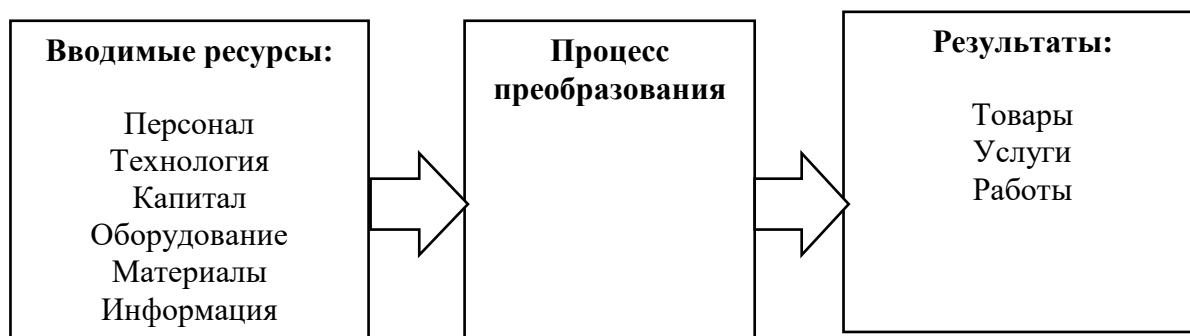 Вводимые ресурсы:
Персонал
Технология
Капитал
Оборудование
Материалы
Информация
Процесс
преобразования
Результаты:
Товары
Услуги
Работы